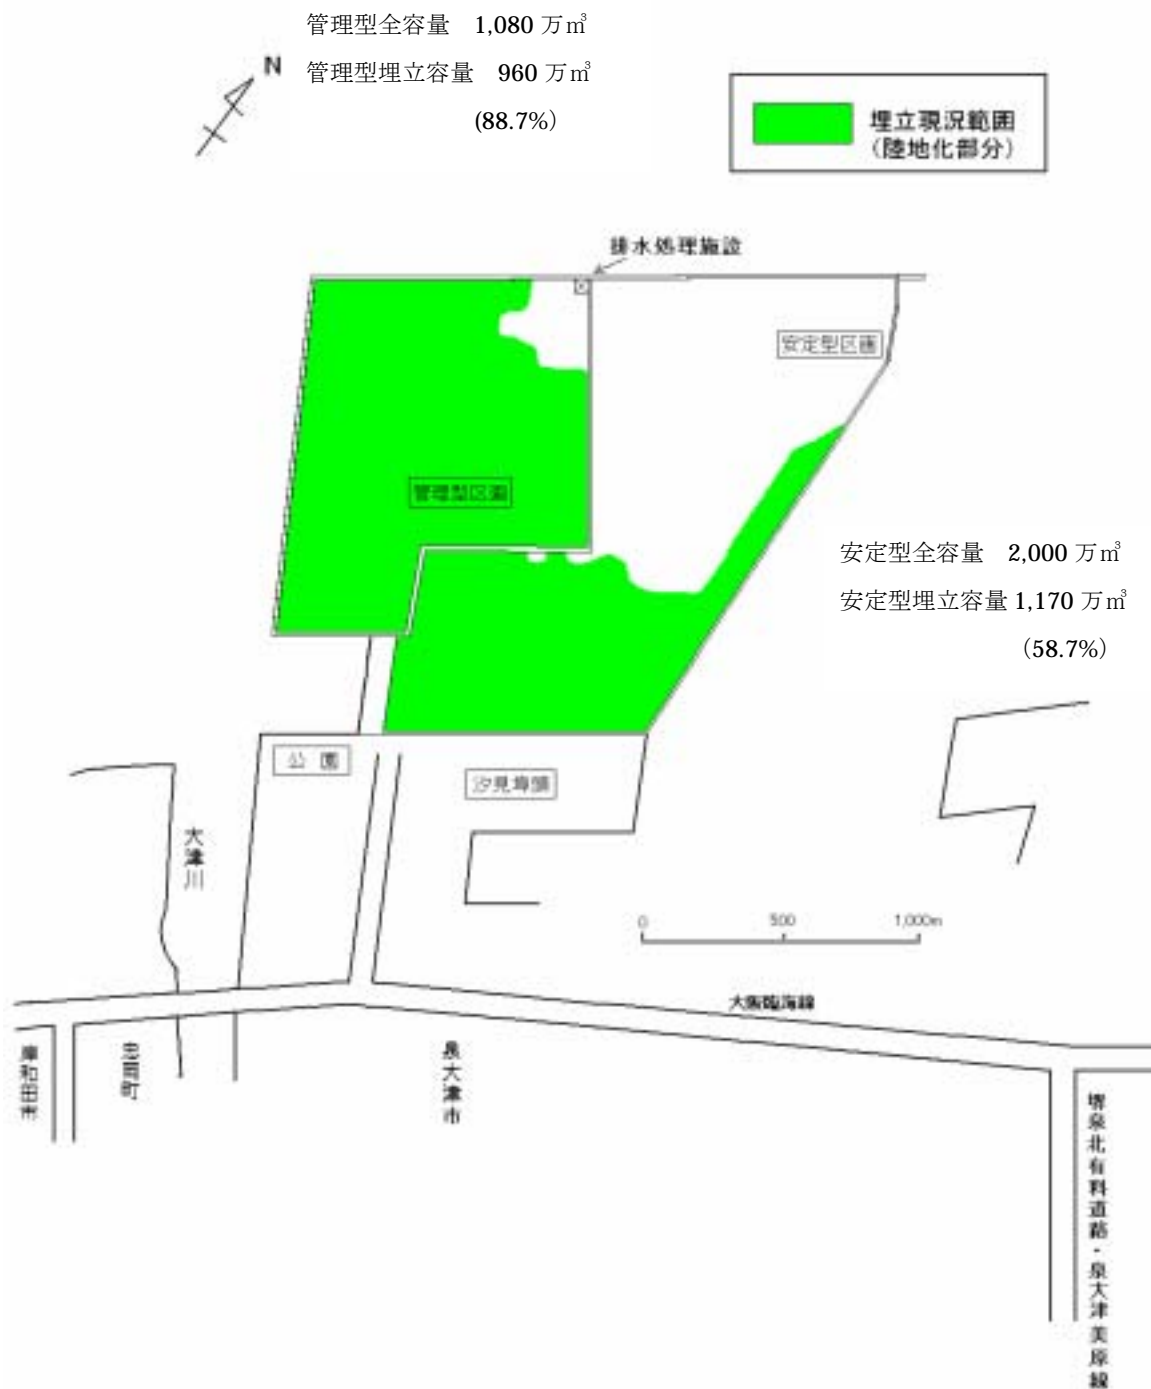 管理型全容量 1,080 万㎥
管理型埋立容量 960 万㎥
(88.7%)
N
埋立現況範囲
(陸地化部分)
排水処理施設
安定型区画
管理型区画
安定型全容量 2,000 万㎥
安定型埋立容量 1,170 万㎥
(58.7%)
公園
汐見埠頭
大津川
0 500 1,000m
大阪臨海線
岸和田市
忠岡町
泉大津市
堺泉北有料道路・泉大津美原線